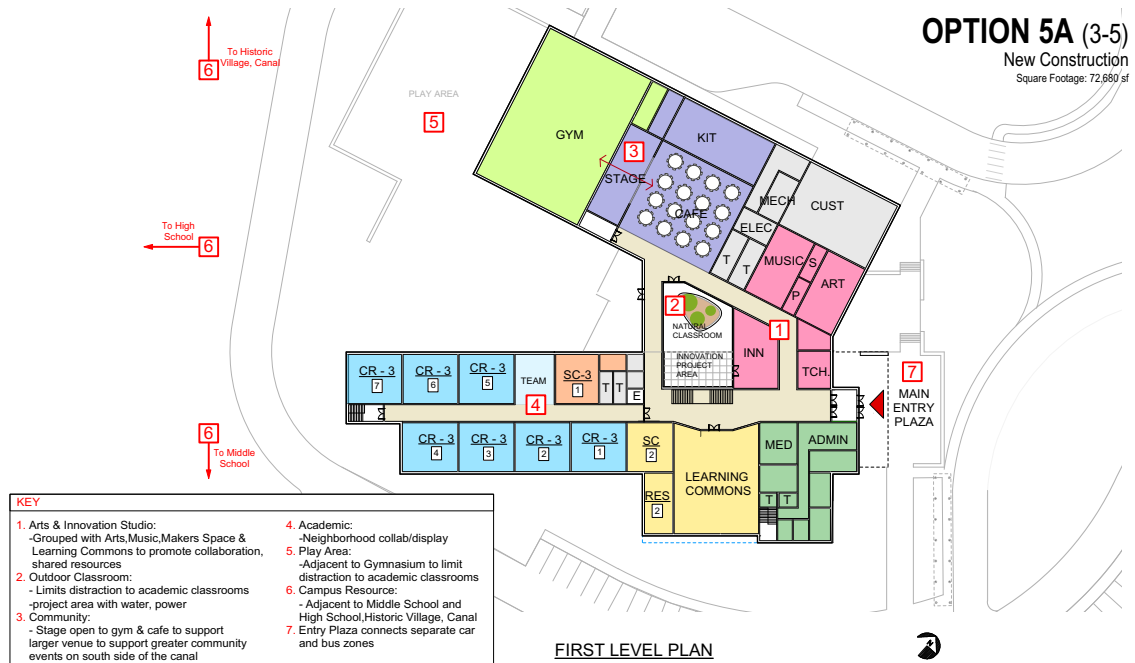 OPTION 5A (3-5)
New Construction
Square Footage: 72,680 sf
To Historic
Village, Canal
6
PLAY AREA
5
GYM
3
STAGE
KIT
CAFE
MECH
CUST
ELEC
T
T
MUSIC
S
P
ART
To High
School
6
2
NATURAL
CLASSROOM
1
INNOVATION
PROJECT
AREA
INN
TCH.
7
MAIN
ENTRY
PLAZA
CR - 3
7
CR - 3
6
CR - 3
5
TEAM
4
SC-3
1
T
T
E
6
To Middle
School
CR - 3
4
CR - 3
3
CR - 3
2
CR - 3
1
SC
2
RES
2
LEARNING
COMMONS
MED
ADMIN
T
T
KEY
1. Arts & Innovation Studio:
-Grouped with Arts,Music,Makers Space &
Learning Commons to promote collaboration,
shared resources
2. Outdoor Classroom:
- Limits distraction to academic classrooms
-project area with water, power
3. Community:
- Stage open to gym & cafe to support
larger venue to support greater community
events on south side of the canal
4. Academic:
-Neighborhood collab/display
5. Play Area:
-Adjacent to Gymnasium to limit
distraction to academic classrooms
6. Campus Resource:
- Adjacent to Middle School and
High School,Historic Village, Canal
7. Entry Plaza connects separate car
and bus zones
FIRST LEVEL PLAN